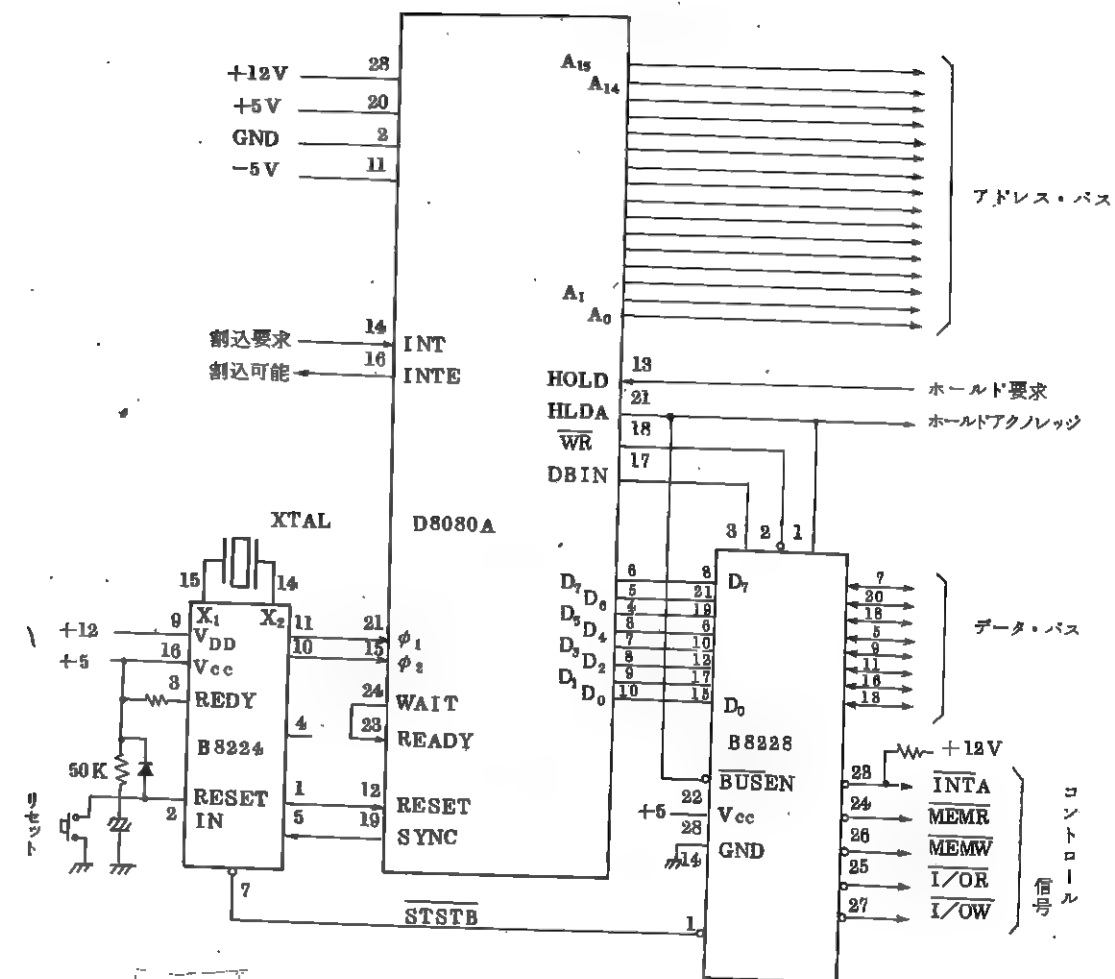 +12V
28
+5V
20
GND
2
-5V
11
A15
A14
アドレス・バス
A1
A0
割込要求
14
INT
割込可能
16
INTE
HOLD
13
ホールド要求
HLDA
21
ホールドアクノレッジ
WR
18
DBIN
17
XTAL
D8080A
3
2
1
15
14
X1
X2
+12
9
VDD
11
21
φ1
+5
16
Vcc
10
15
φ2
3
REDY
24
WAIT
4
23
READY
B8224
50K
リセット
2
RESET
IN
1
12
RESET
5
19
SYNC
7
STSTB
1
D7
6
8
D7
D6
5
21
D5
4
19
D4
3
6
D3
7
10
D2
8
12
D1
9
17
D0
10
15
D0
7
20
18
5
9
11
16
13
データ・バス
B8228
+12V
BUSEN
23
INTA
22
+5
Vcc
24
MEMR
28
26
MEMW
14
GND
25
I/OR
27
I/OW
コントロール
信号